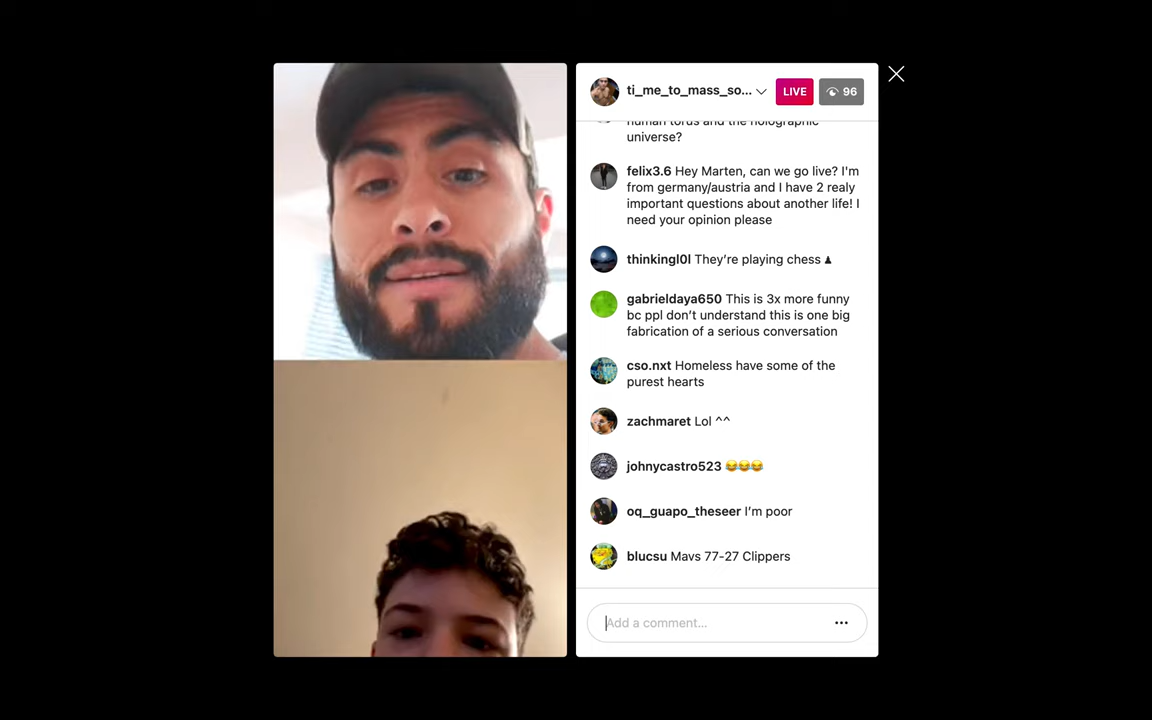 ti_me_to_mass_so...
LIVE
96
human torus and the holographic
universe?
felix3.6 Hey Marten, can we go live? I'm
from germany/austria and I have 2 realy
important questions about another life! I
need your opinion please
thinkingl0l They’re playing chess ♟
gabrieldaya650 This is 3x more funny
bc ppl don’t understand this is one big
fabrication of a serious conversation
cso.nxt Homeless have some of the
purest hearts
zachmaret Lol ^^
johnycastro523 😂😂😂
oq_guapo_theseer I’m poor
blucsu Mavs 77-27 Clippers
Add a comment...